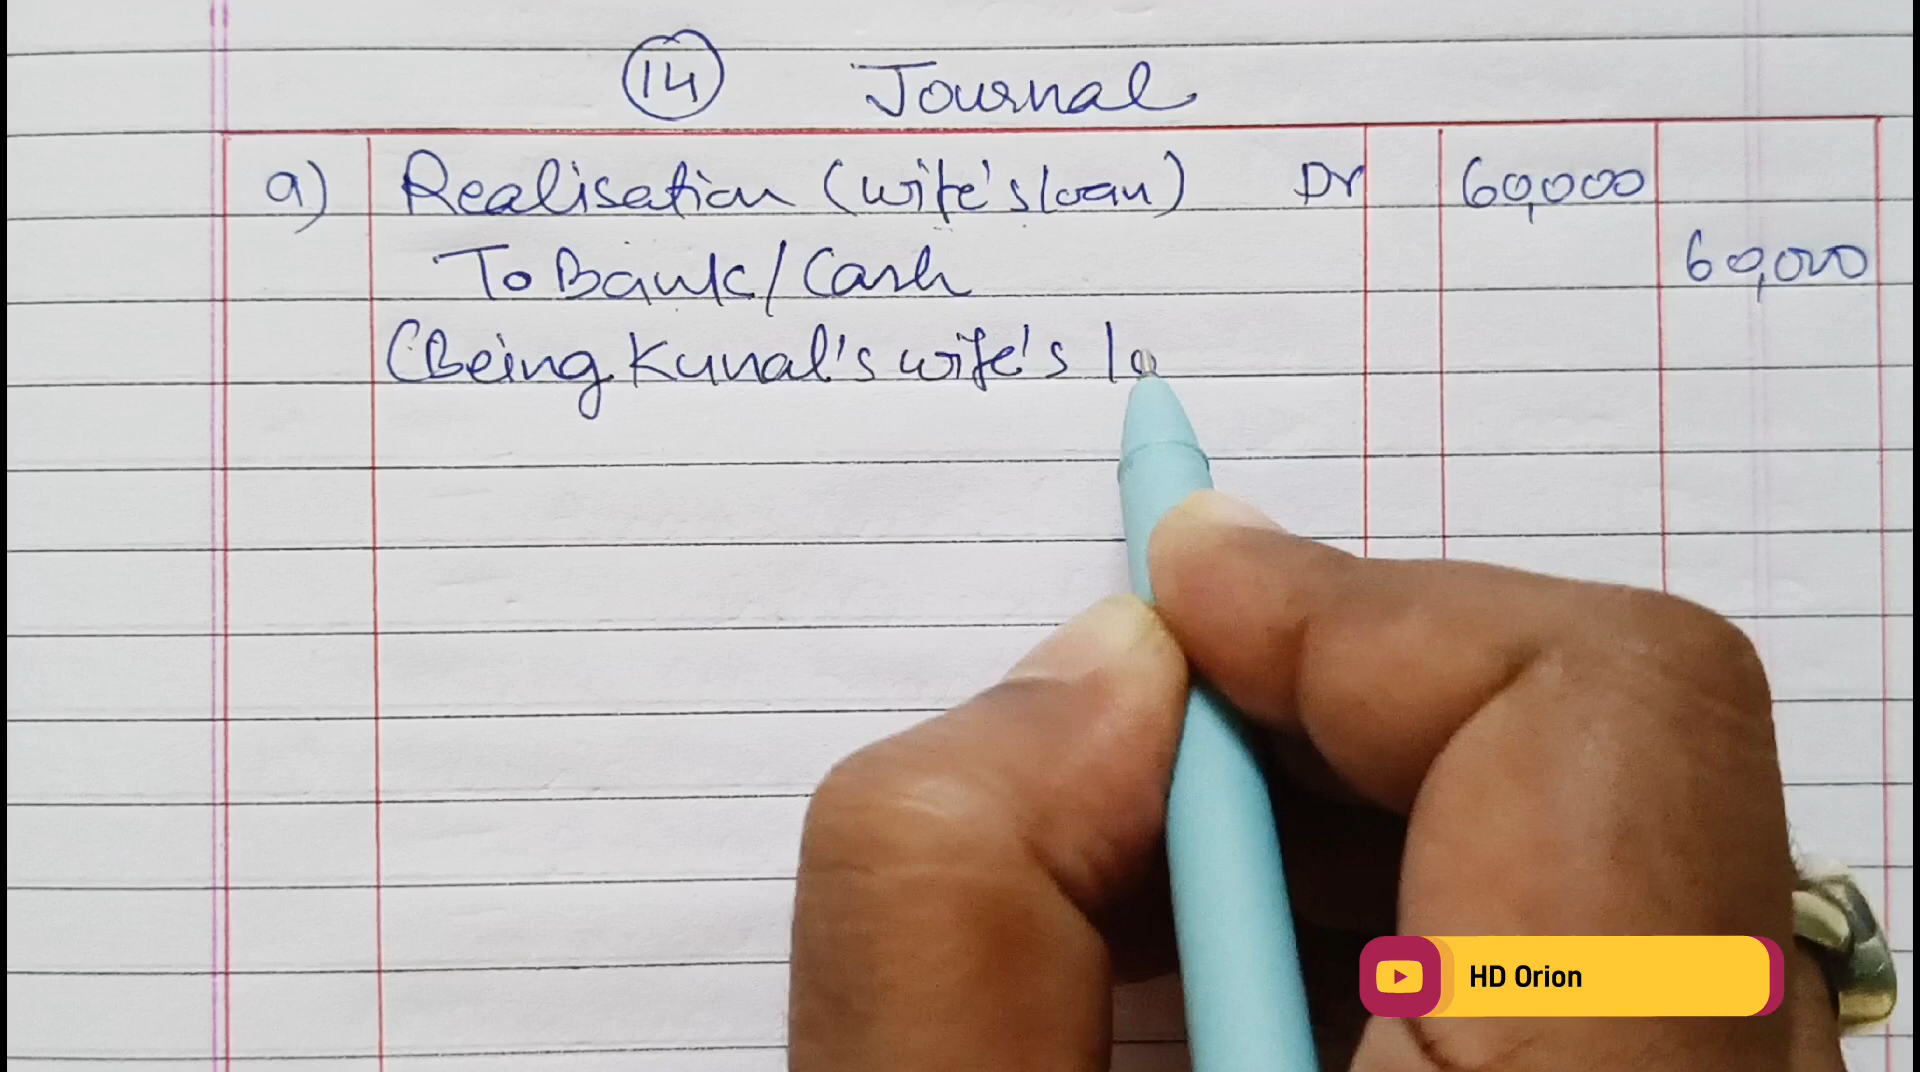 14 Journal
a) Realisation (wife's loan) Dr 60,000
To Bank/Cash 60,000
(Being Kunal's wife's lo
HD Orion